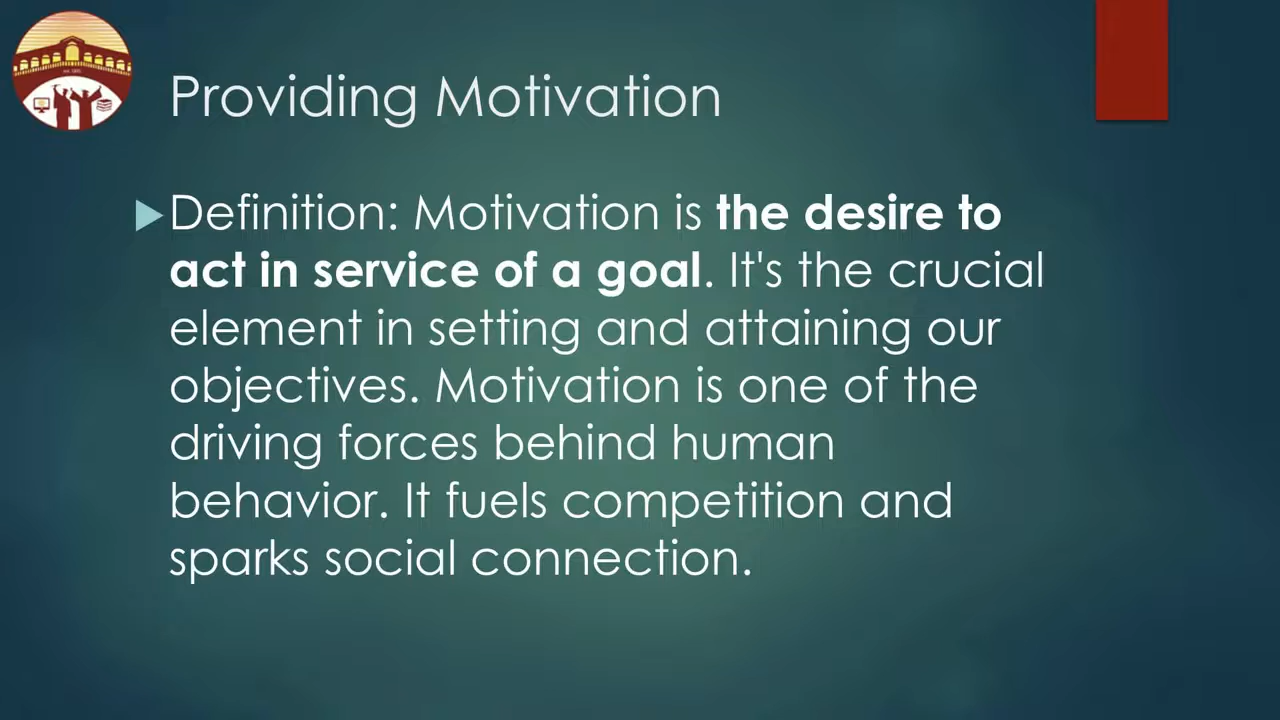 Providing Motivation
Definition: Motivation is the desire to
act in service of a goal. It's the crucial
element in setting and attaining our
objectives. Motivation is one of the
driving forces behind human
behavior. It fuels competition and
sparks social connection.